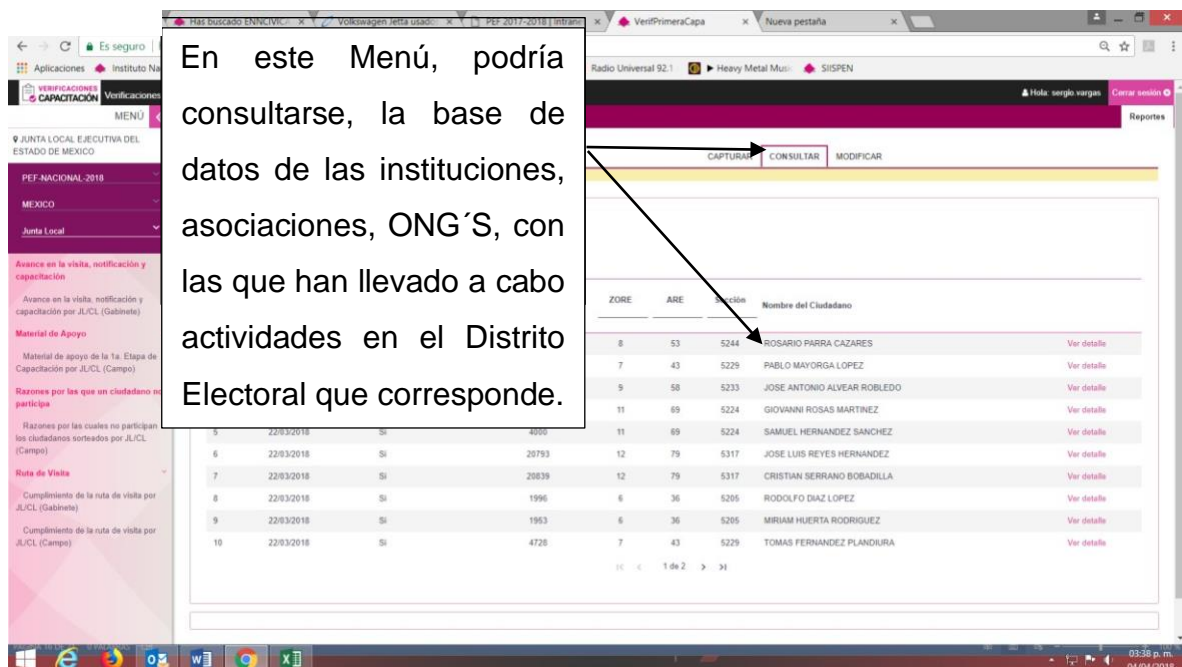 Has buscado ENNCIVICA
Volkswagen Jetta usado
PEF 2017-2018 | Intrane
VerifPrimeraCapa
Nueva pestaña
Es seguro
Aplicaciones
Instituto Na
Radio Universal 92.1
Heavy Metal Musi
SIISPEN
VERIFICACIONES
CAPACITACIÓN
Verificaciones
Hola: sergio.vargas
Cerrar sesión
MENÚ
Reportes
JUNTA LOCAL EJECUTIVA DEL
ESTADO DE MEXICO
PEF-NACIONAL-2018
MEXICO
Junta Local
Avance en la visita, notificación y
capacitación
Avance en la visita, notificación y
capacitación por JL/CL (Gabinete)
Material de Apoyo
Material de apoyo de la 1a. Etapa de
Capacitación por JL/CL (Campo)
Razones por las que un ciudadano no
participa
Razones por las cuales no participan
los ciudadanos sorteados por JL/CL
(Campo)
Ruta de Visita
Cumplimiento de la ruta de visita por
JL/CL (Gabinete)
Cumplimiento de la ruta de visita por
JL/CL (Campo)
En este Menú, podría
consultarse, la base de
datos de las instituciones,
asociaciones, ONG´S, con
las que han llevado a cabo
actividades en el Distrito
Electoral que corresponde.
CAPTURAR CONSULTAR MODIFICAR
ZORE ARE Sección Nombre del Ciudadano
8 53 5244 ROSARIO PARRA CAZARES Ver detalle
7 43 5229 PABLO MAYORGA LOPEZ Ver detalle
9 58 5233 JOSE ANTONIO ALVEAR ROBLEDO Ver detalle
11 69 5224 GIOVANNI ROSAS MARTINEZ Ver detalle
5 22/03/2018 Si 4000 11 69 5224 SAMUEL HERNANDEZ SANCHEZ Ver detalle
6 22/03/2018 Si 20793 12 79 5317 JOSE LUIS REYES HERNANDEZ Ver detalle
7 22/03/2018 Si 20839 12 79 5317 CRISTIAN SERRANO BOBADILLA Ver detalle
8 22/03/2018 Si 1996 6 36 5205 RODOLFO DIAZ LOPEZ Ver detalle
9 22/03/2018 Si 1953 6 36 5205 MIRIAM HUERTA RODRIGUEZ Ver detalle
10 22/03/2018 Si 4728 7 43 5229 TOMAS FERNANDEZ PLANDIURA Ver detalle
1 de 2
03:38 p. m.
04/04/2018